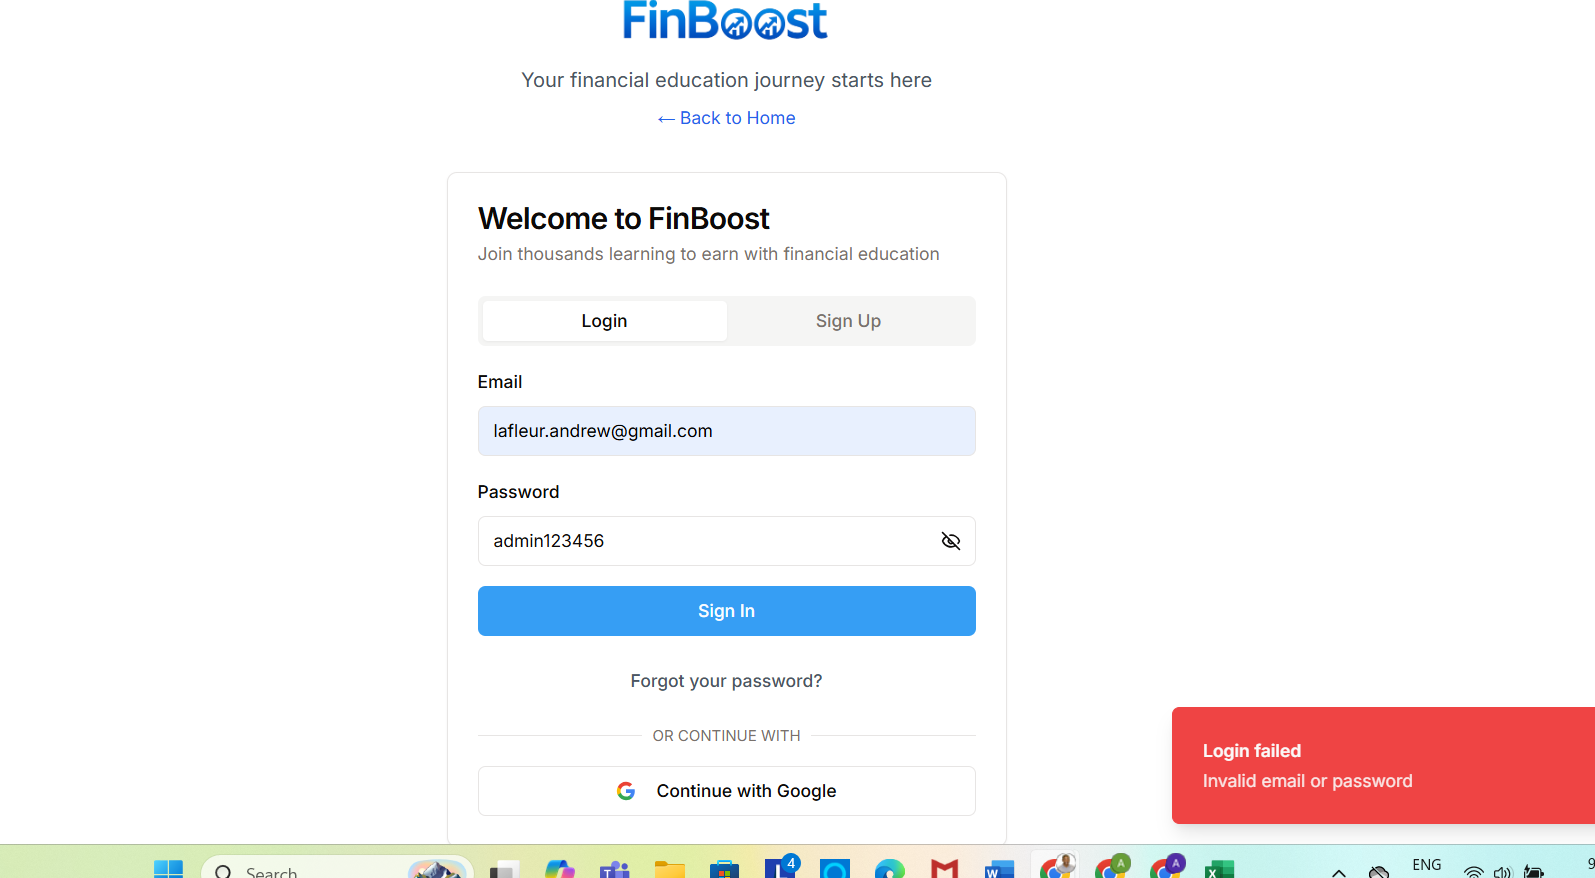 FinBoost
Your financial education journey starts here
← Back to Home
Welcome to FinBoost
Join thousands learning to earn with financial education
Login
Sign Up
Email
lafleur.andrew@gmail.com
Password
admin123456
Sign In
Forgot your password?
OR CONTINUE WITH
Continue with Google
Login failed
Invalid email or password
Search
4
A
A
ENG
9